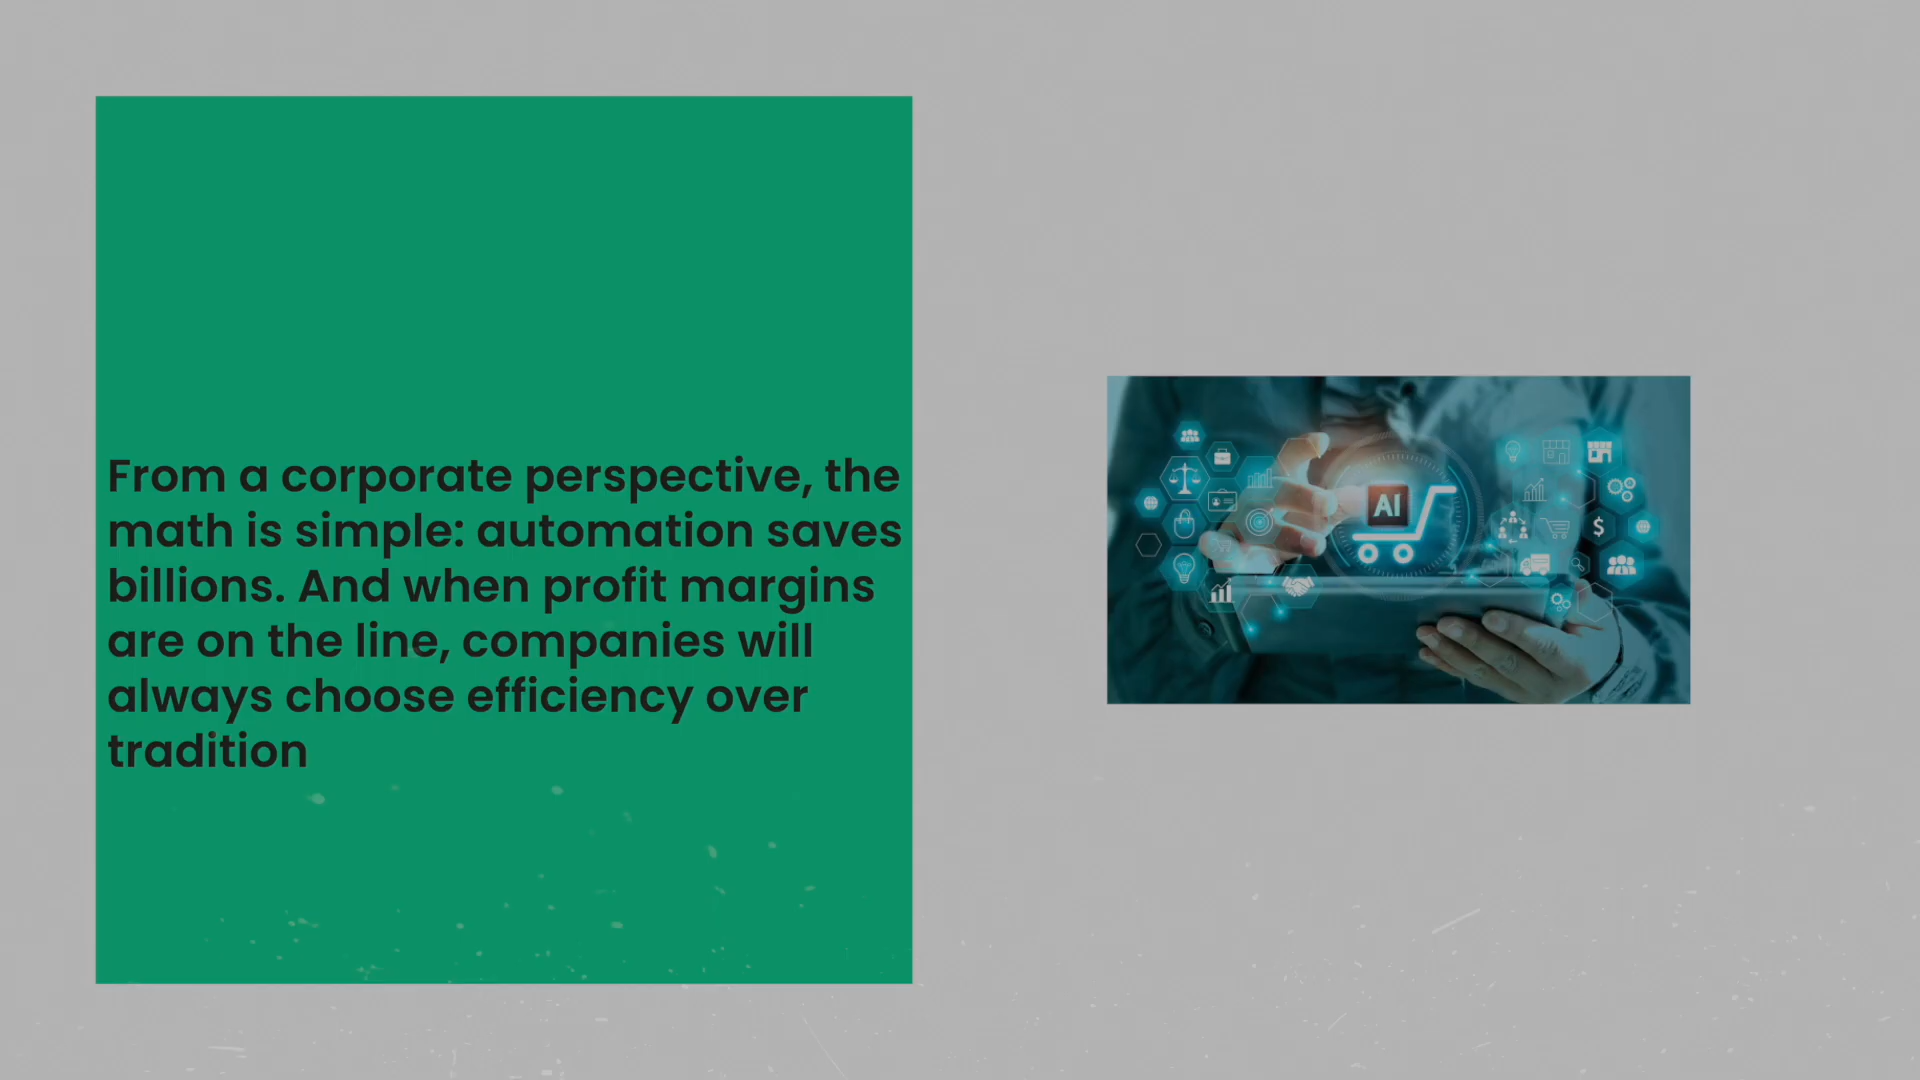 From a corporate perspective, the
math is simple: automation saves
billions. And when profit margins
are on the line, companies will
always choose efficiency over
tradition
AI
$